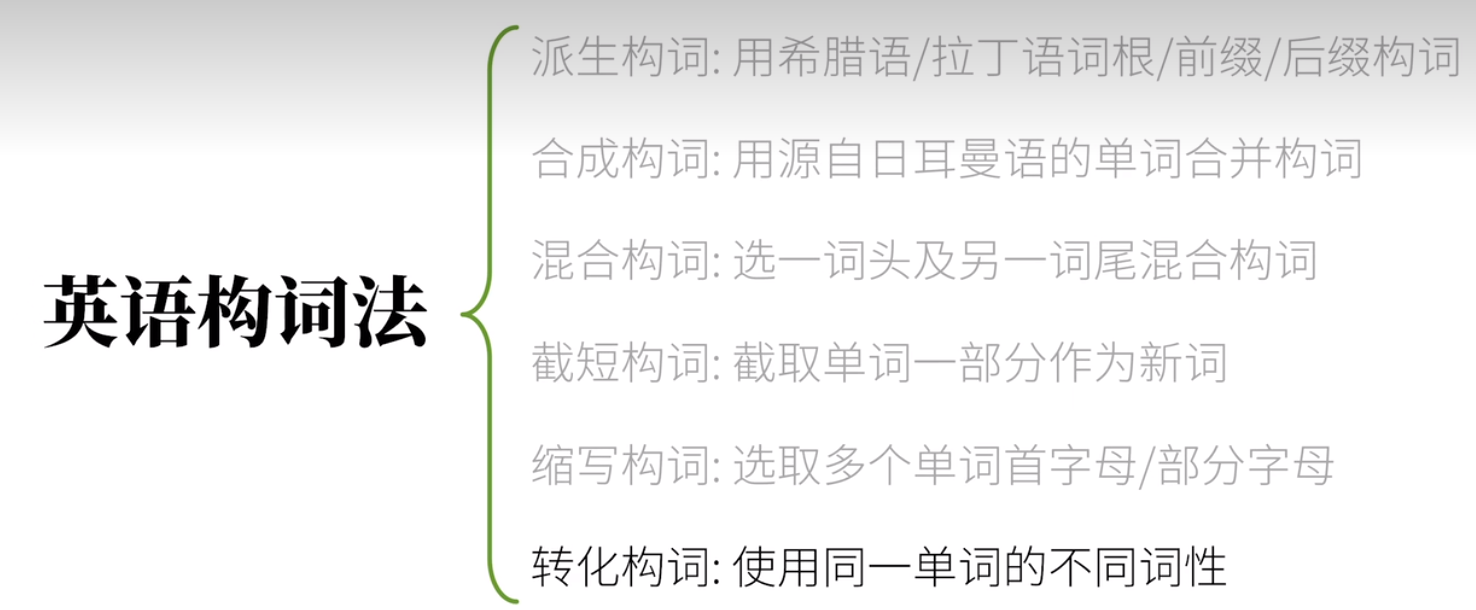 派生构词: 用希腊语/拉丁语词根/前缀/后缀构词
合成构词: 用源自日耳曼语的单词合并构词
混合构词: 选一词头及另一词尾混合构词
英语构词法
截短构词: 截取单词一部分作为新词
缩写构词: 选取多个单词首字母/部分字母
转化构词: 使用同一单词的不同词性